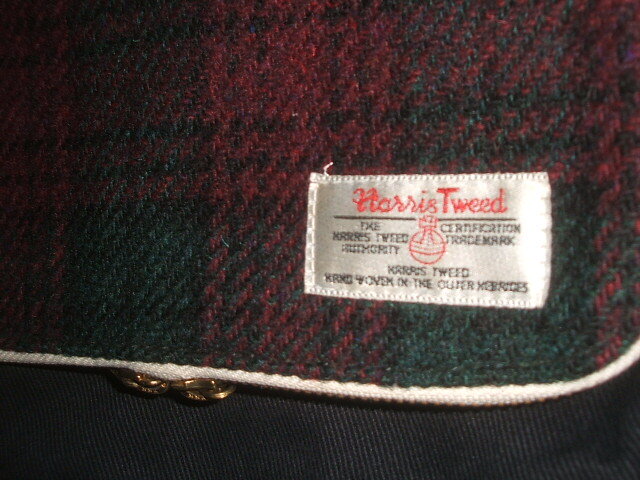 Harris Tweed
THE HARRIS TWEED AUTHORITY
CERTIFICATION TRADEMARK
HARRIS TWEED
HAND WOVEN IN THE OUTER HEBRIDES